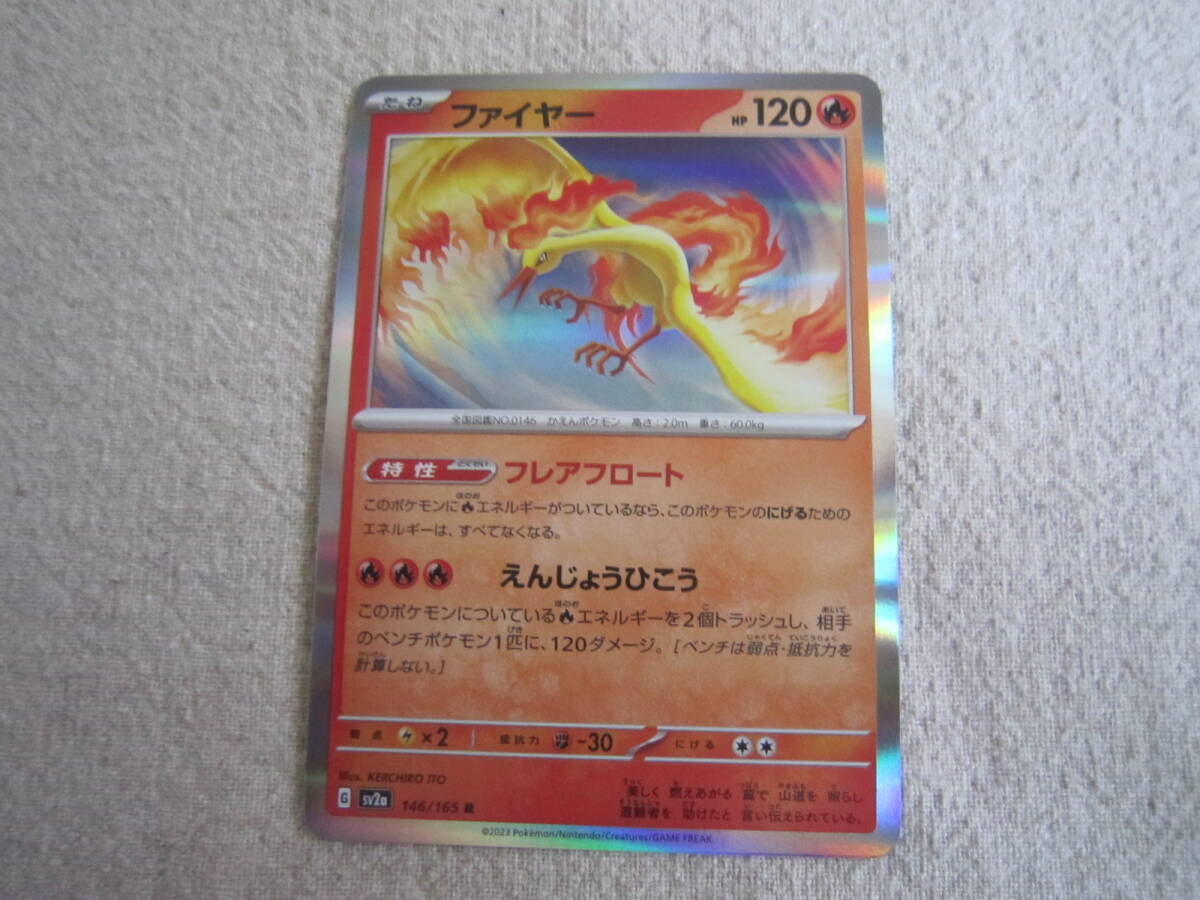 たね ファイヤー HP 120
全国図鑑NO.0146 かえんポケモン 高さ:2.0m 重さ:60.0kg
特性 とくせい フレアフロート
このポケモンに ほのお エネルギーがついているなら、このポケモンのにげるための
エネルギーは、すべてなくなる。
えんじょうひこう
このポケモンについている ほのお エネルギーを2個トラッシュし、相手
のベンチポケモン1匹に、120ダメージ。[ベンチは弱点・抵抗力を
計算しない。]
弱点 ×2 抵抗力 -30 にげる
Illus. KEIICHIRO ITO
G sv2a 146/165 R
美しく 燃えあがる 翼で 山道を 照らし
遭難者を 助けたと 言い伝えられている。
©2023 Pokémon/Nintendo/Creatures/GAME FREAK.